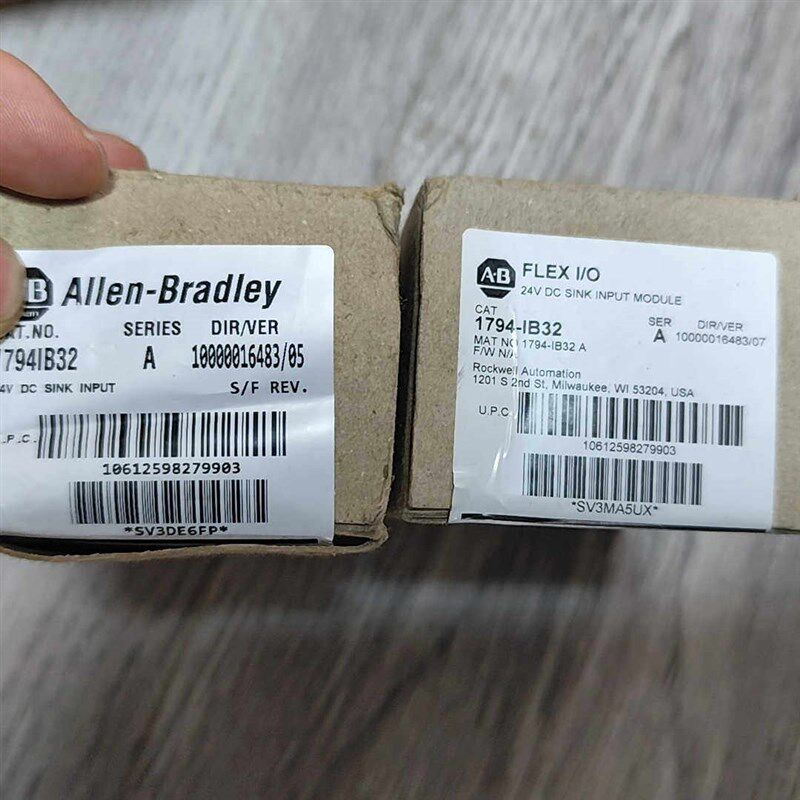 B Allen-Bradley
CAT.NO. SERIES DIR/VER
1794IB32 A 10000016483/05
24V DC SINK INPUT S/F REV.
U.P.C.
10612598279903
*SV3DE6FP*
A-B FLEX I/O
24V DC SINK INPUT MODULE
CAT SER DIR/VER
1794-IB32 A 10000016483/07
MAT NO 1794-IB32 A
F/W N/A
Rockwell Automation
1201 S 2nd St, Milwaukee, WI 53204, USA
U.P.C.
10612598279903
*SV3MA5UX*